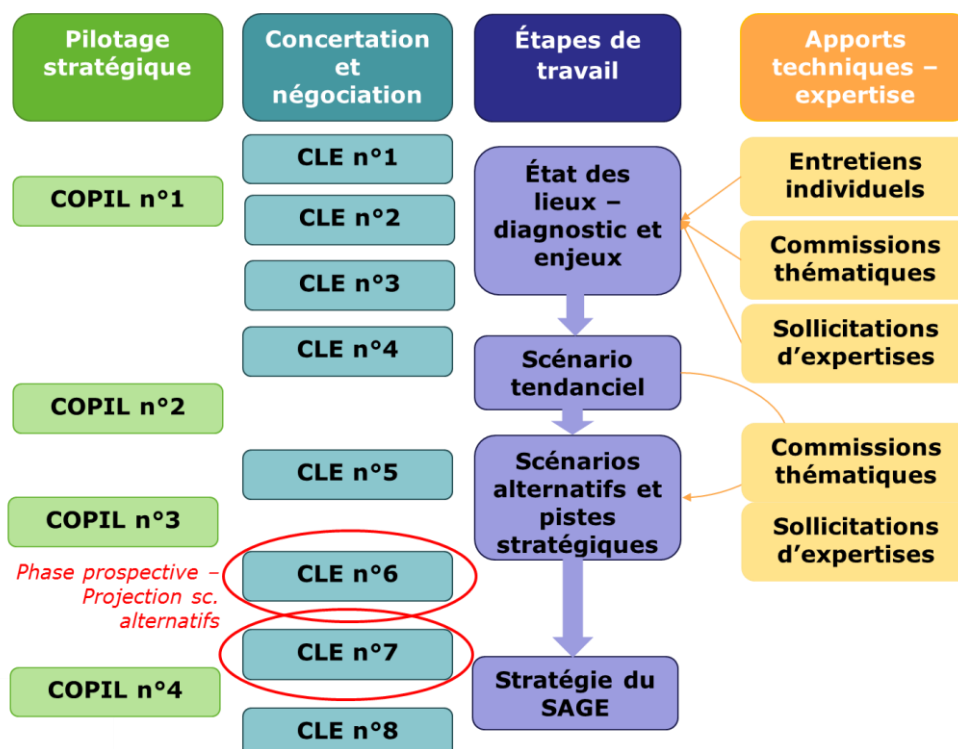 Pilotage
stratégique
Concertation
et
négociation
Étapes de
travail
Apports
techniques –
expertise
COPIL n°1
COPIL n°2
COPIL n°3
Phase prospective –
Projection sc.
alternatifs
COPIL n°4
CLE n°1
CLE n°2
CLE n°3
CLE n°4
CLE n°5
CLE n°6
CLE n°7
CLE n°8
État des
lieux –
diagnostic et
enjeux
Scénario
tendanciel
Scénarios
alternatifs et
pistes
stratégiques
Stratégie du
SAGE
Entretiens
individuels
Commissions
thématiques
Sollicitations
d’expertises
Commissions
thématiques
Sollicitations
d’expertises